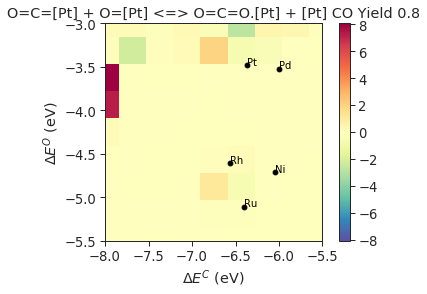 O=C=[Pt] + O=[Pt] <=> O=C=O.[Pt] + [Pt] CO Yield 0.8
−3.0
−3.5
−4.0
−4.5
−5.0
−5.5
ΔE^O (eV)
Pt
Pd
Rh
Ni
Ru
−8.0 −7.5 −7.0 −6.5 −6.0 −5.5
ΔE^C (eV)
8
6
4
2
0
−2
−4
−6
−8